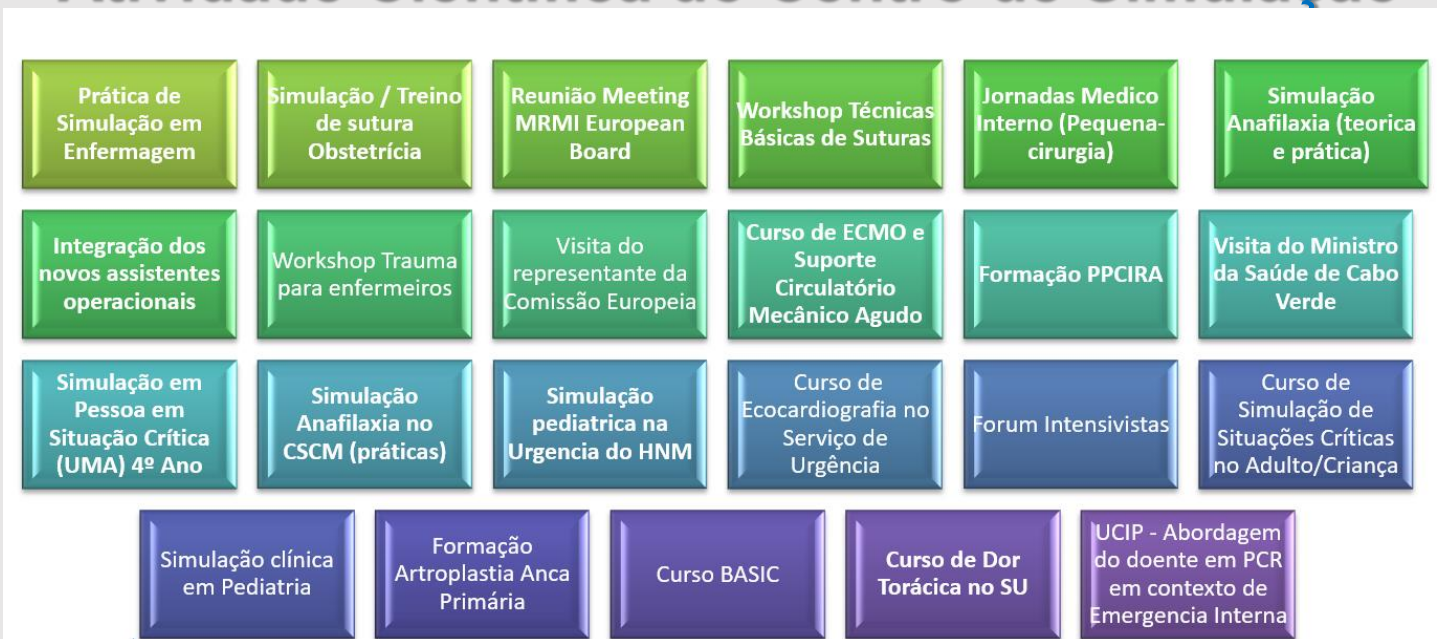 Atividade Científica do Centro de Simulação
Prática de
Simulação em
Enfermagem
Simulação / Treino
de sutura
Obstetrícia
Reunião Meeting
MRMI European
Board
Workshop Técnicas
Básicas de Suturas
Jornadas Medico
Interno (Pequena-
cirurgia)
Simulação
Anafilaxia (teorica
e prática)
Integração dos
novos assistentes
operacionais
Workshop Trauma
para enfermeiros
Visita do
representante da
Comissão Europeia
Curso de ECMO e
Suporte
Circulatório
Mecânico Agudo
Formação PPCIRA
Visita do Ministro
da Saúde de Cabo
Verde
Simulação em
Pessoa em
Situação Crítica
(UMA) 4º Ano
Simulação
Anafilaxia no
CSCM (práticas)
Simulação
pediatrica na
Urgencia do HNM
Curso de
Ecocardiografia no
Serviço de
Urgência
Forum Intensivistas
Curso de
Simulação de
Situações Críticas
no Adulto/Criança
Simulação clínica
em Pediatria
Formação
Artroplastia Anca
Primária
Curso BASIC
Curso de Dor
Torácica no SU
UCIP - Abordagem
do doente em PCR
em contexto de
Emergencia Interna